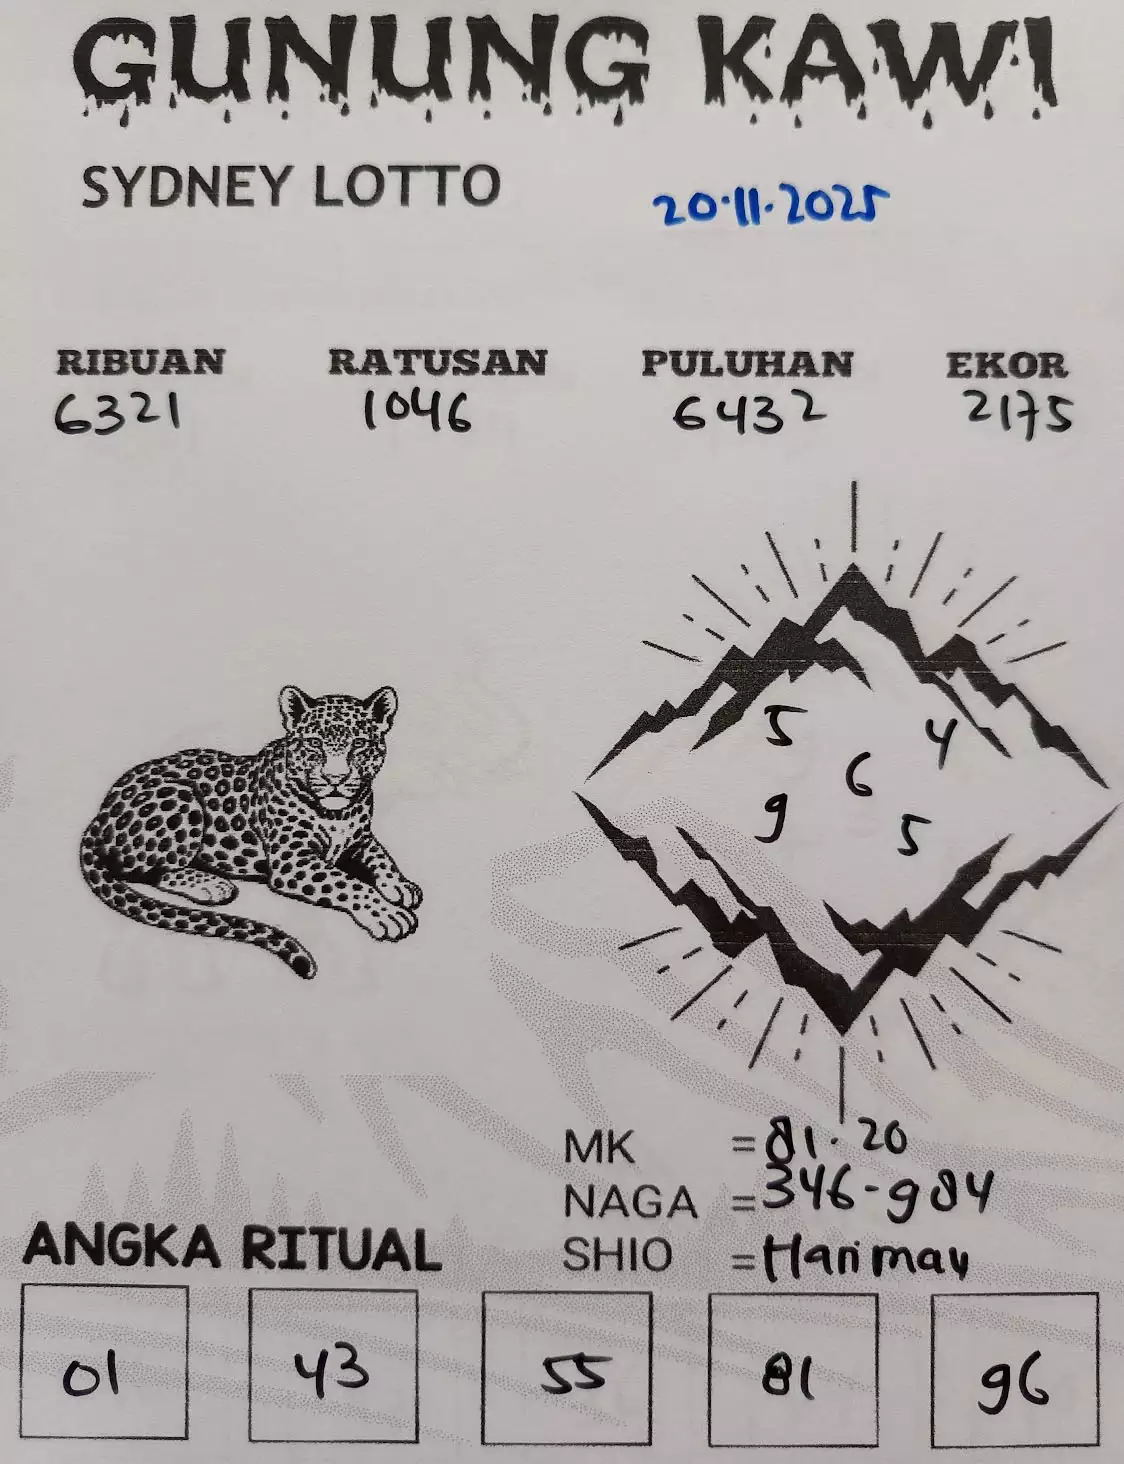 GUNUNG KAWI
SYDNEY LOTTO 20.11.2025
RIBUAN RATUSAN PULUHAN EKOR
6321 1046 6432 2175
5 4
6
9 5
MK = 81.20
NAGA = 346-984
SHIO = Harimau
ANGKA RITUAL
01 43 55 81 96